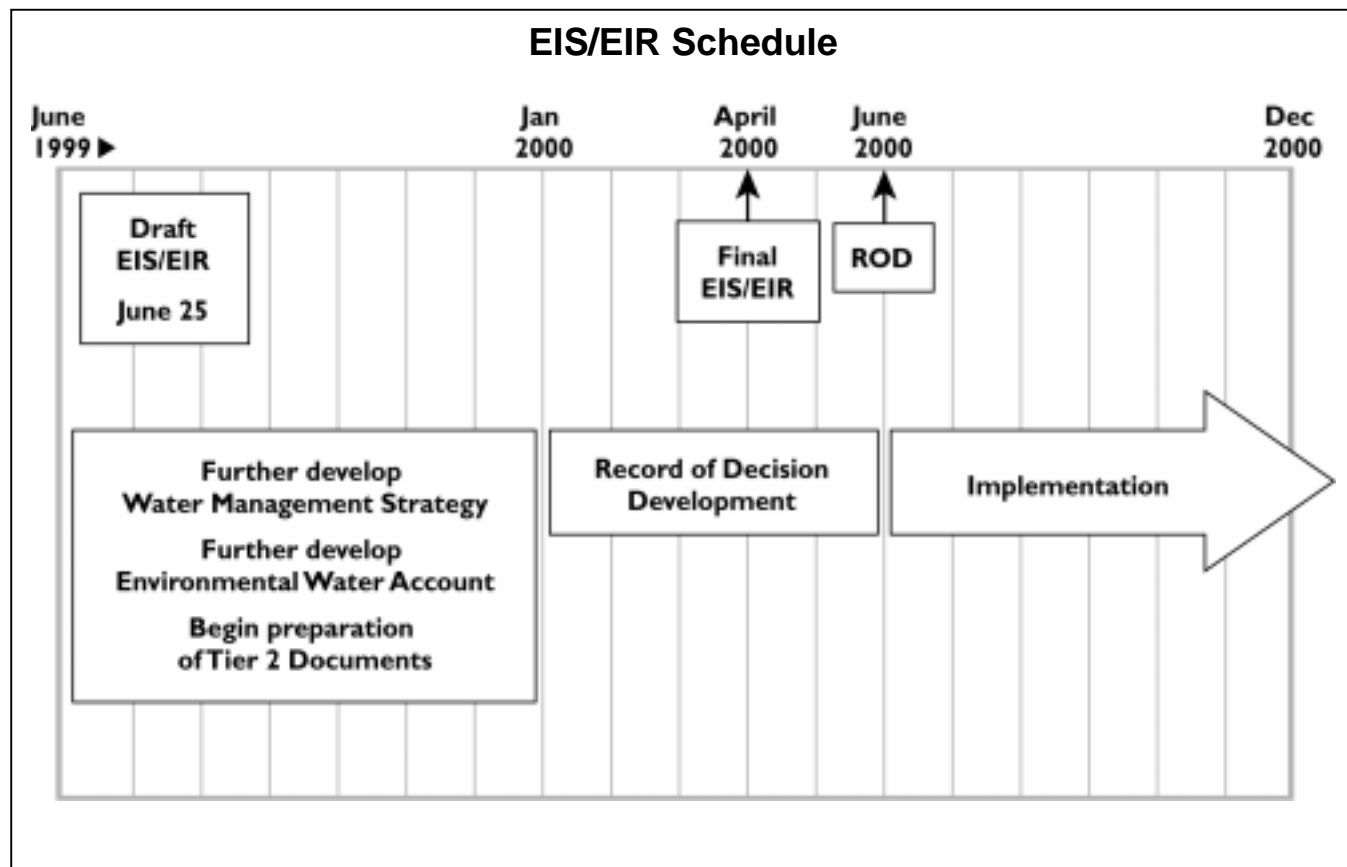 EIS/EIR Schedule
June
1999 ▶
Jan
2000
April
2000
June
2000
Dec
2000
Draft
EIS/EIR
June 25
Final
EIS/EIR
ROD
Further develop
Water Management Strategy
Further develop
Environmental Water Account
Begin preparation
of Tier 2 Documents
Record of Decision
Development
Implementation